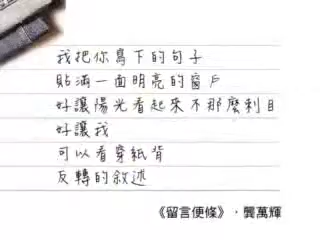 我把你寫下的句子
貼滿一面明亮的窗戶
好讓陽光看起來不那麼刺目
好讓我
可以看穿紙背
反轉的敘述
《留言便條》，龔萬輝